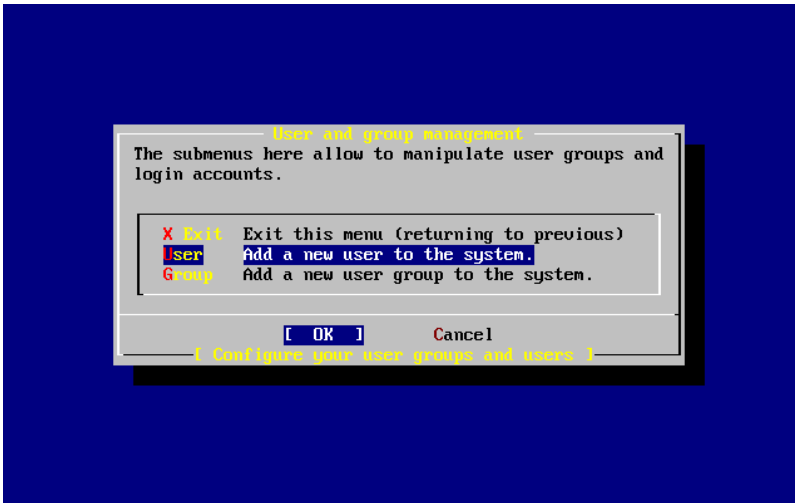 User and group management
The submenus here allow to manipulate user groups and
login accounts.
X Exit Exit this menu (returning to previous)
User Add a new user to the system.
Group Add a new user group to the system.
[ OK ] Cancel
[ Configure your user groups and users ]